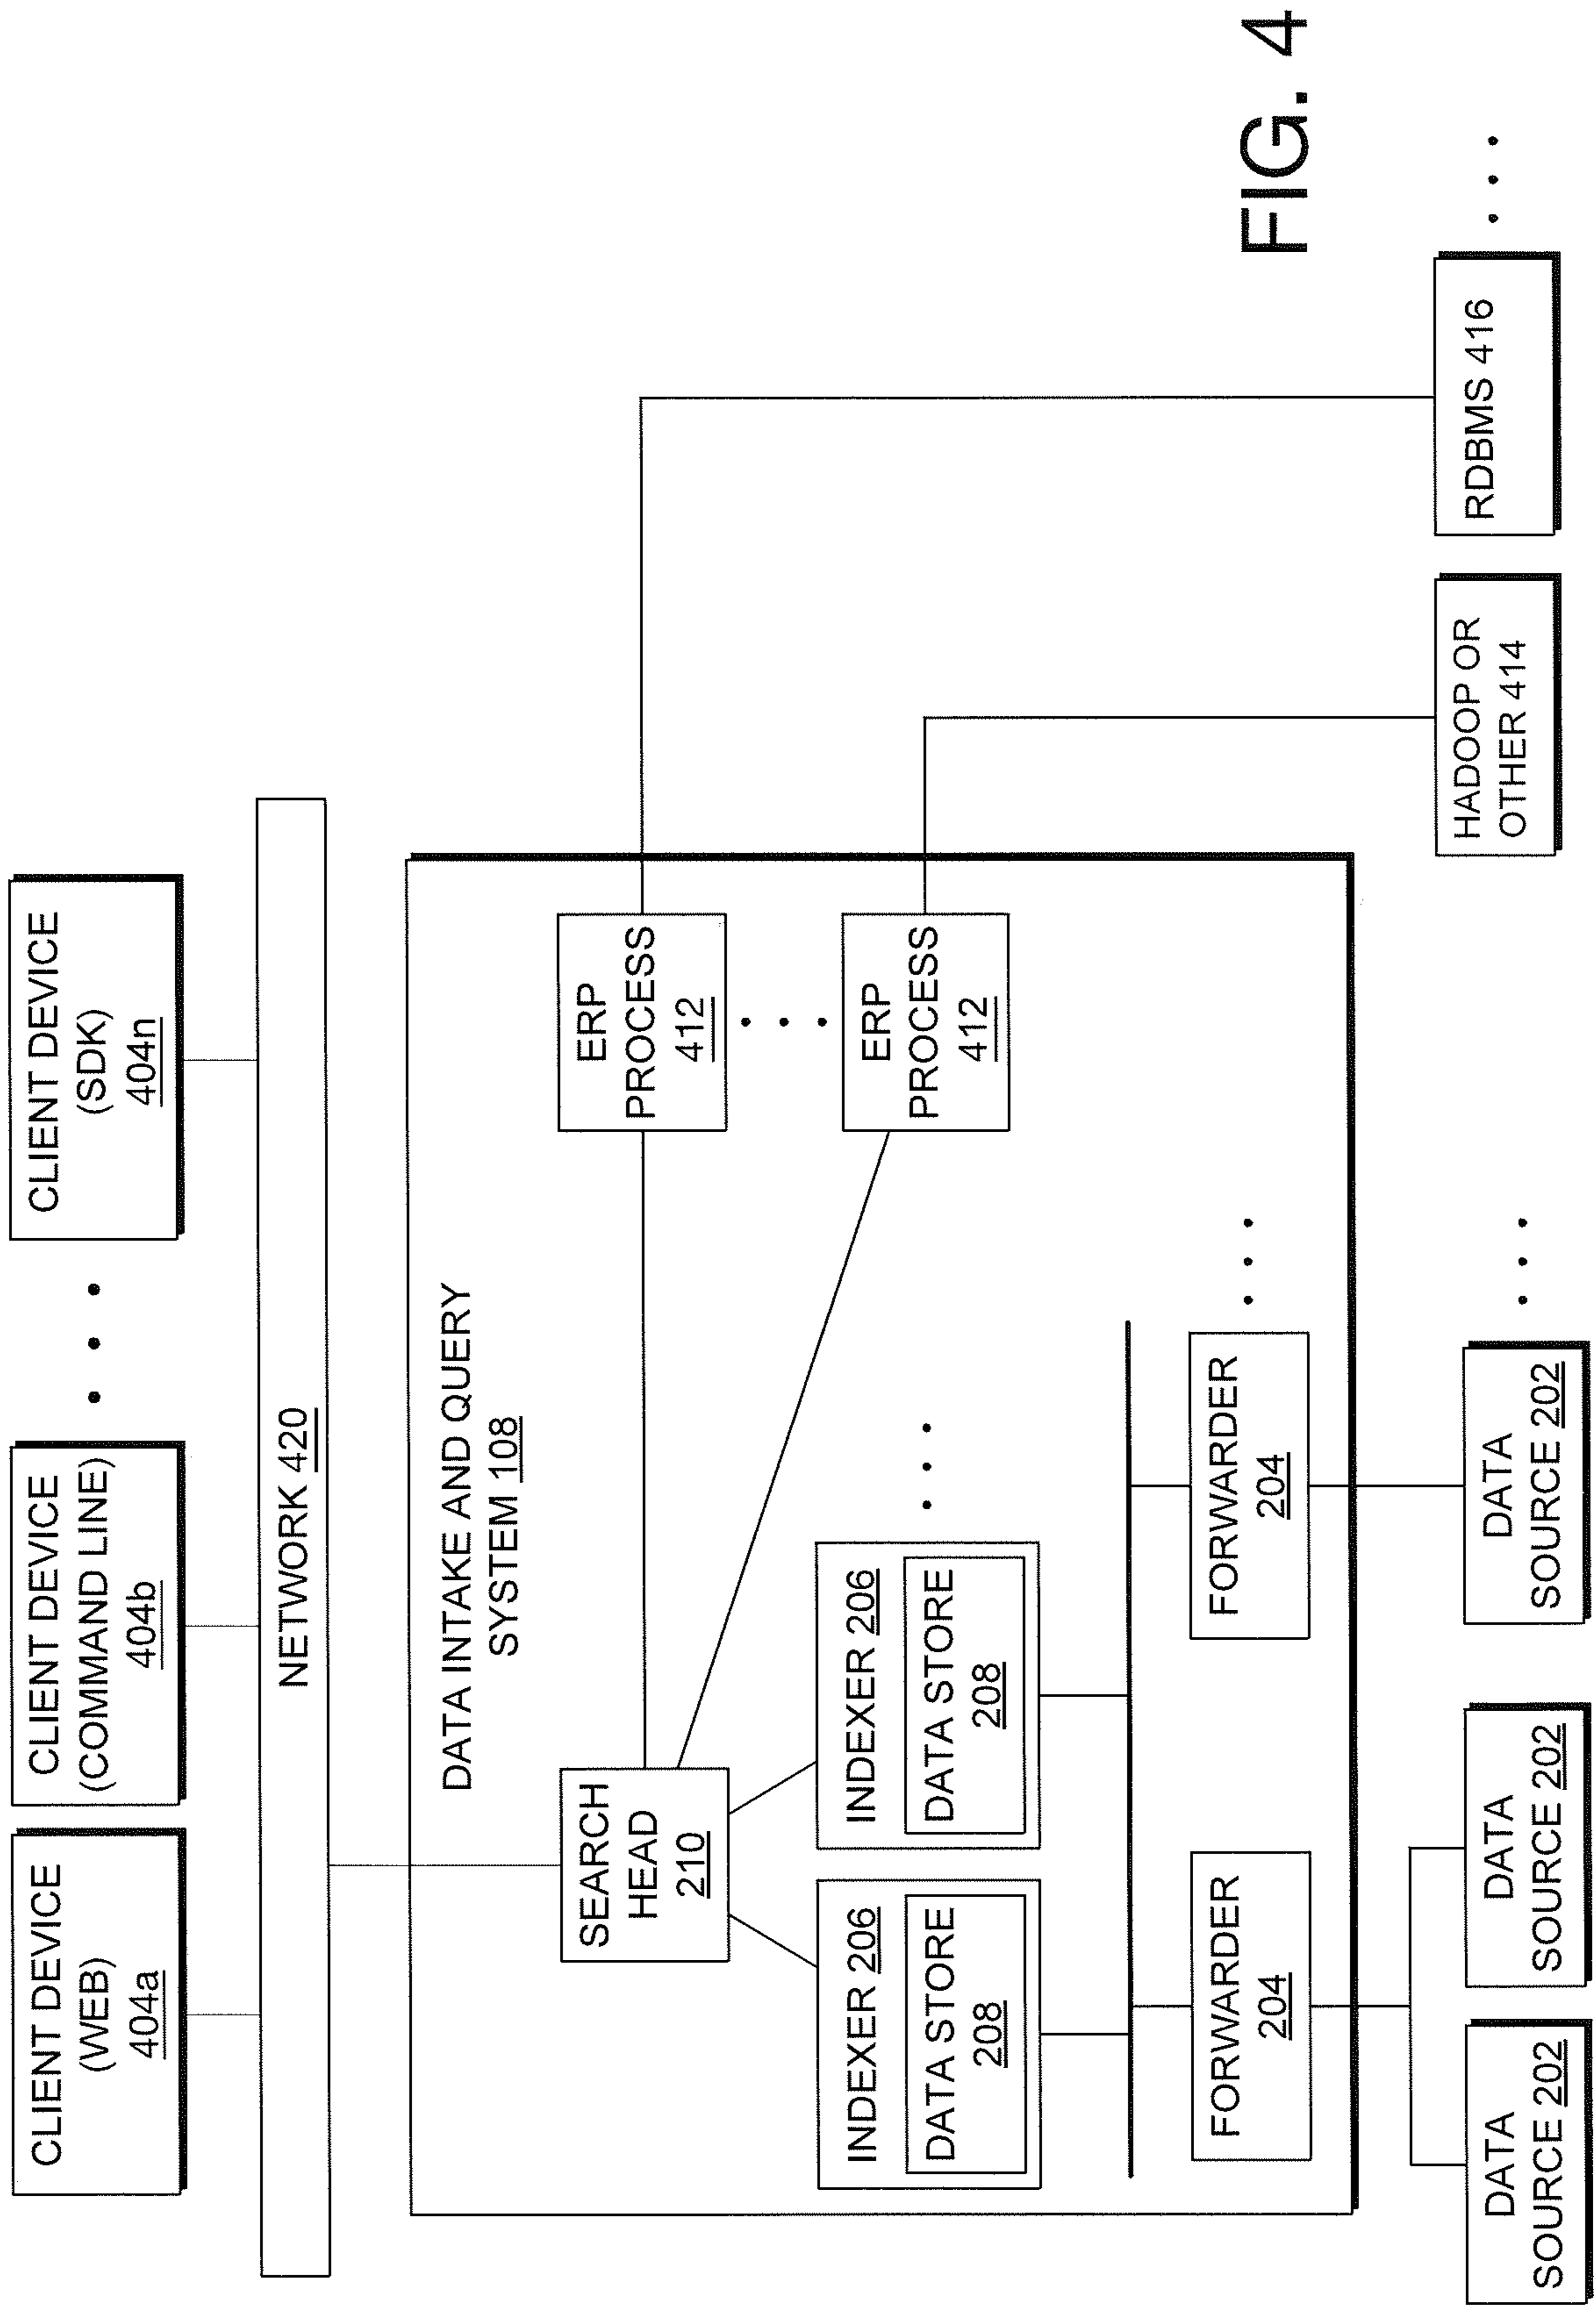 CLIENT DEVICE
(WEB)
404a
CLIENT DEVICE
(COMMAND LINE)
404b
CLIENT DEVICE
(SDK)
404n
NETWORK 420
DATA INTAKE AND QUERY
SYSTEM 108
SEARCH
HEAD
210
ERP
PROCESS
412
ERP
PROCESS
412
INDEXER 206
DATA STORE
208
INDEXER 206
DATA STORE
208
FORWARDER
204
FORWARDER
204
DATA
SOURCE 202
DATA
SOURCE 202
DATA
SOURCE 202
HADOOP OR
OTHER 414
RDBMS 416
FIG. 4